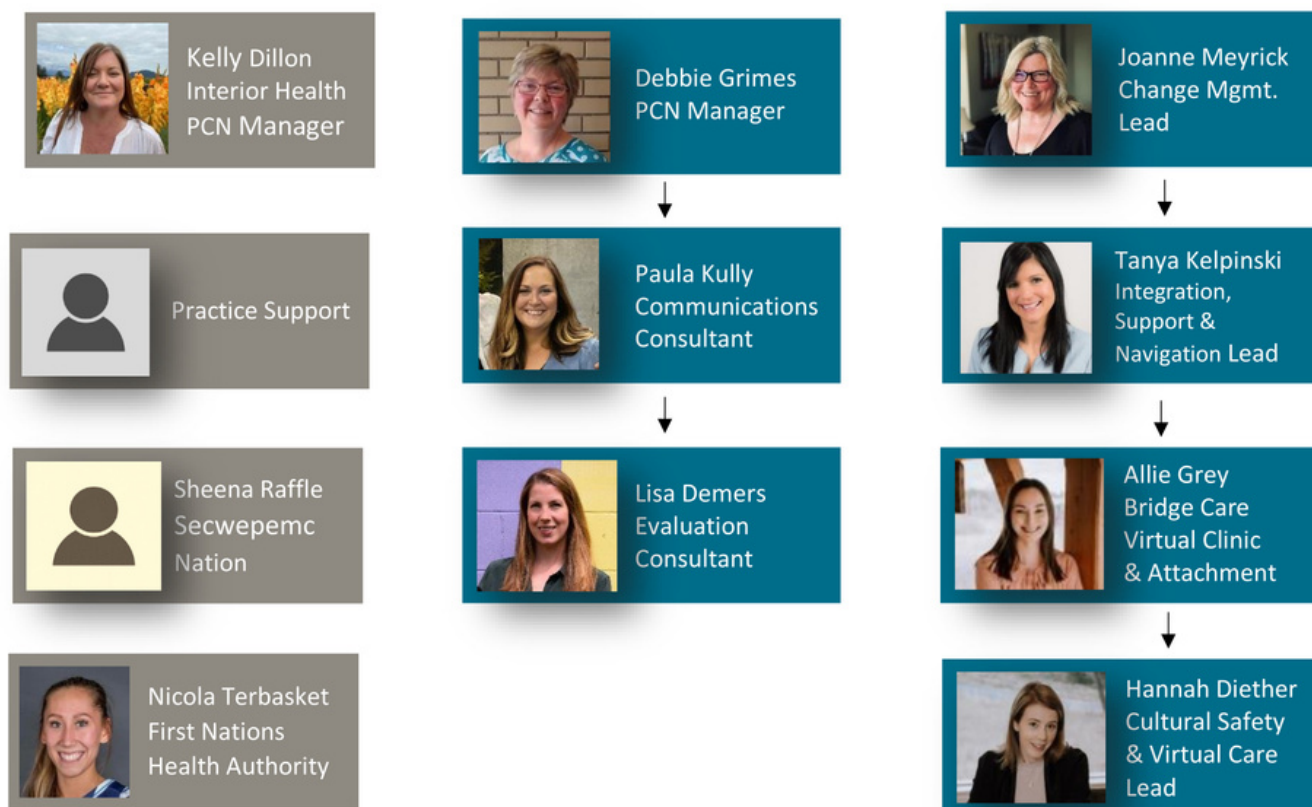 Kelly Dillon
Interior Health
PCN Manager
Practice Support
Sheena Raffle
Secwepemc
Nation
Nicola Terbasket
First Nations
Health Authority
Debbie Grimes
PCN Manager
Paula Kully
Communications
Consultant
Lisa Demers
Evaluation
Consultant
Joanne Meyrick
Change Mgmt.
Lead
Tanya Kelpinski
Integration,
Support &
Navigation Lead
Allie Grey
Bridge Care
Virtual Clinic
& Attachment
Hannah Diether
Cultural Safety
& Virtual Care
Lead